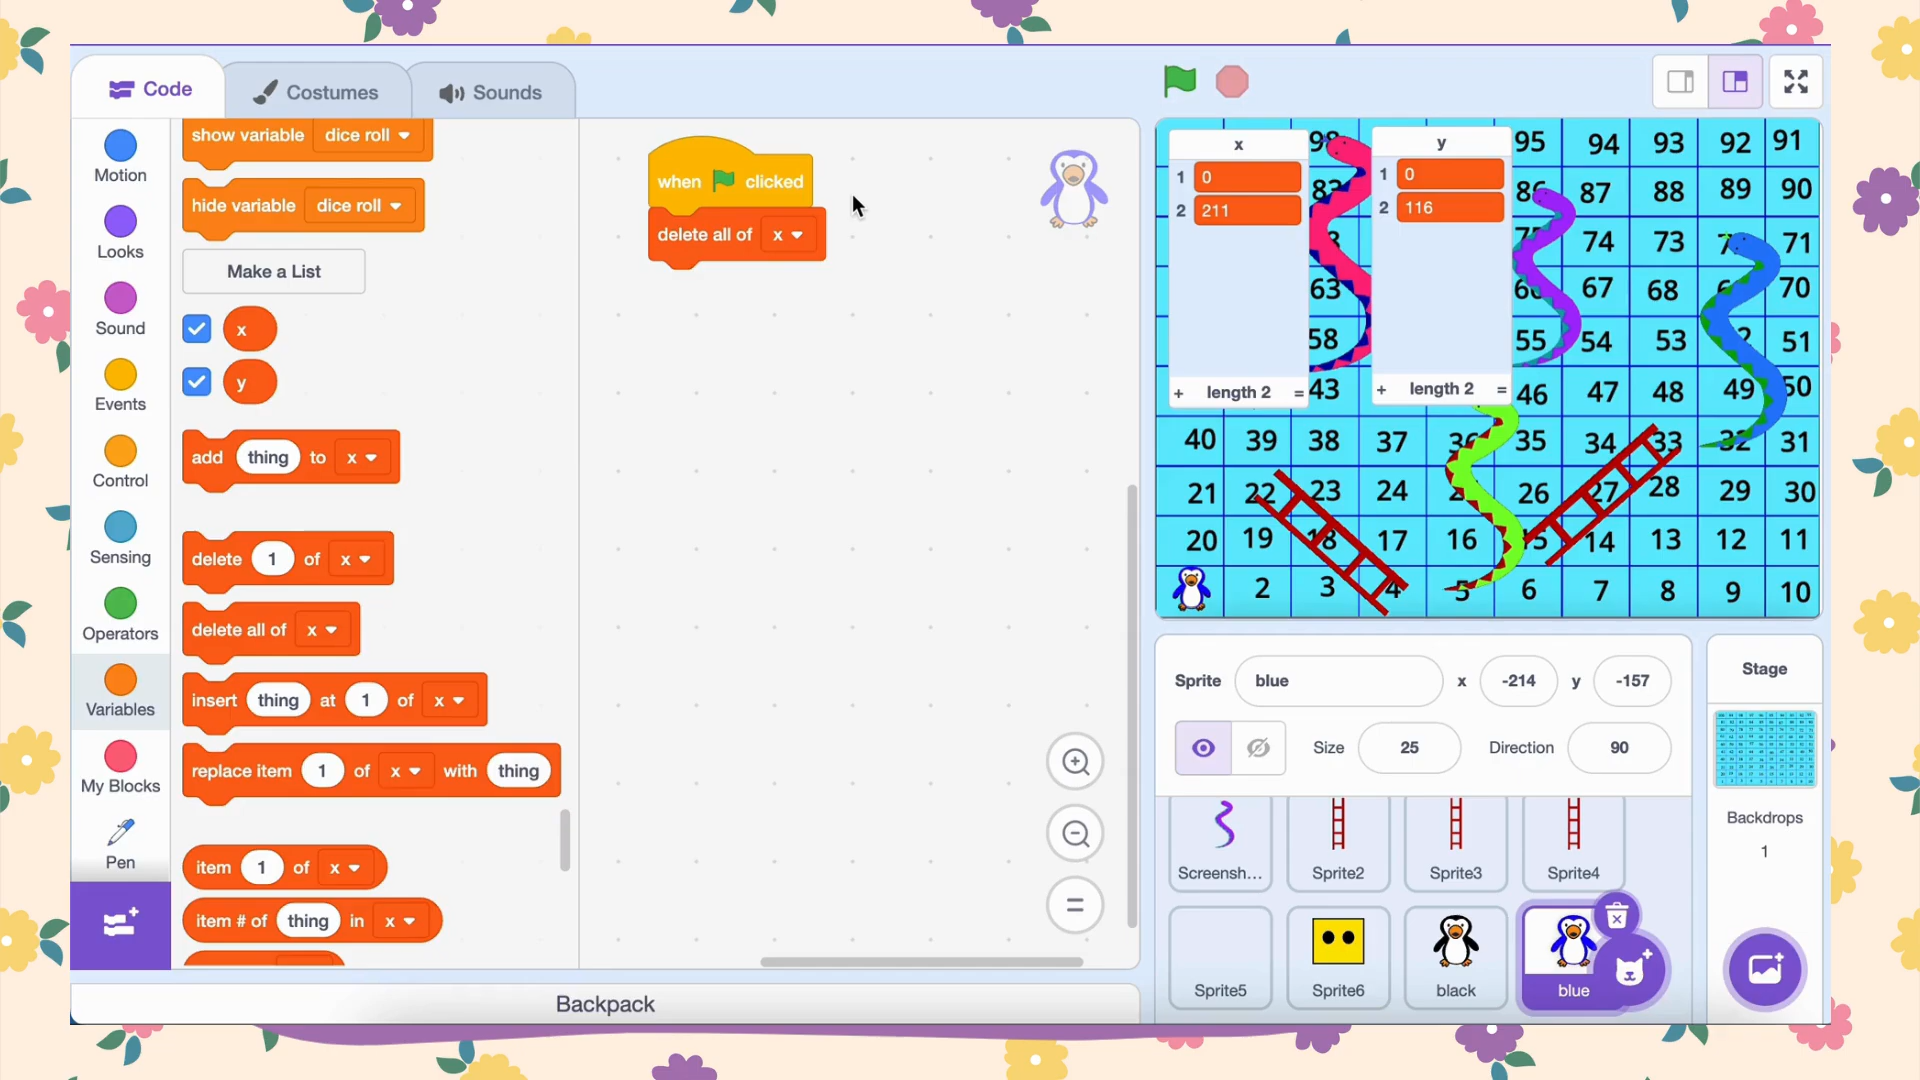 Code
Costumes
Sounds
Motion
Looks
Sound
Events
Control
Sensing
Operators
Variables
My Blocks
Pen
show variable dice roll
hide variable dice roll
Make a List
x
y
add thing to x
delete 1 of x
delete all of x
insert thing at 1 of x
replace item 1 of x with thing
item 1 of x
item # of thing in x
when clicked
delete all of x
Backpack
x
1 0
2 211
+ length 2 =
y
1 0
2 116
+ length 2 =
98 95 94 93 92 91
83 86 87 88 89 90
74 73 71
63 66 67 68 70
58 55 54 53 51
43 46 47 48 49 50
40 39 38 37 36 35 34 33 32 31
21 22 23 24 26 27 28 29 30
20 19 18 17 16 15 14 13 12 11
2 3 4 5 6 7 8 9 10
Sprite blue x -214 y -157
Size 25 Direction 90
Screensh... Sprite2 Sprite3 Sprite4
Sprite5 Sprite6 black blue
Stage
Backdrops
1